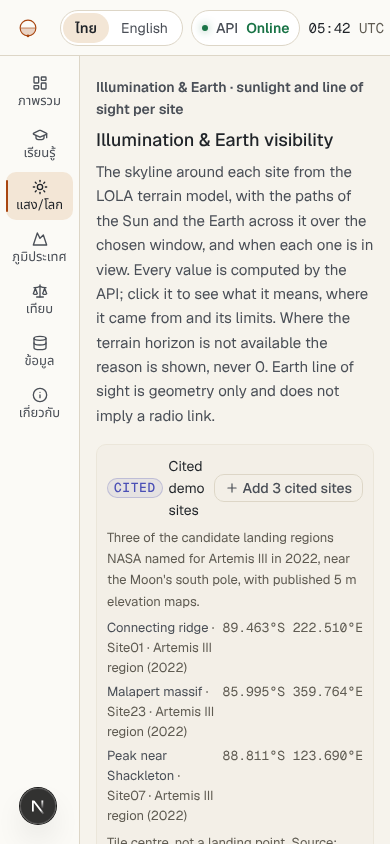 ไทย English API Online 05:42 UTC
ภาพรวม
เรียนรู้
แสง/โลก
ภูมิประเทศ
เทียบ
ข้อมูล
เกี่ยวกับ
N
Illumination & Earth · sunlight and line of
sight per site
Illumination & Earth visibility
The skyline around each site from the
LOLA terrain model, with the paths of
the Sun and the Earth across it over the
chosen window, and when each one is in
view. Every value is computed by the
API; click it to see what it means, where
it came from and its limits. Where the
terrain horizon is not available the
reason is shown, never 0. Earth line of
sight is geometry only and does not
imply a radio link.
CITED
Cited
demo
sites
+ Add 3 cited sites
Three of the candidate landing regions
NASA named for Artemis III in 2022, near
the Moon's south pole, with published 5 m
elevation maps.
Connecting ridge · 89.463°S 222.510°E
Site01 · Artemis III
region (2022)
Malapert massif · 85.995°S 359.764°E
Site23 · Artemis III
region (2022)
Peak near 88.811°S 123.690°E
Shackleton ·
Site07 · Artemis III
region (2022)
Tile centre, not a landing point. Source: